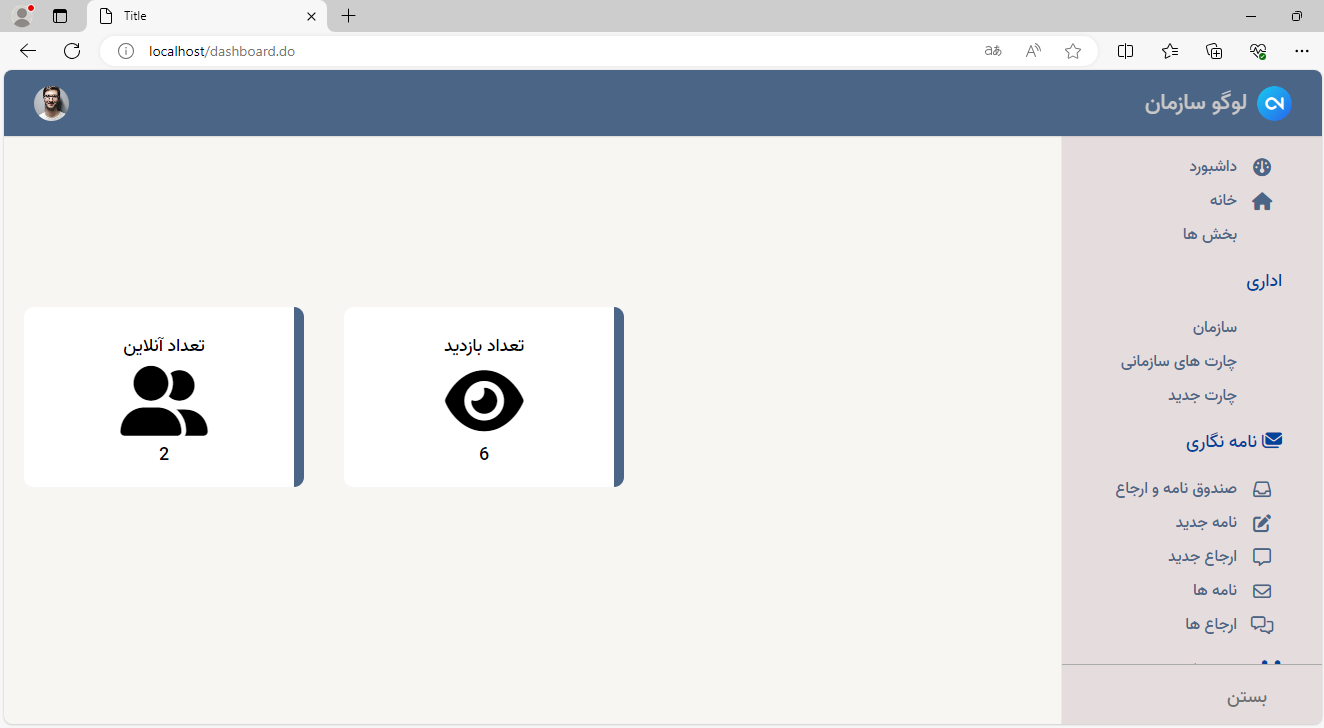 Title
localhost/dashboard.do
لوگو سازمان
داشبورد
خانه
بخش ها
اداری
سازمان
چارت های سازمانی
چارت جدید
نامه نگاری
صندوق نامه و ارجاع
نامه جدید
ارجاع جدید
نامه ها
ارجاع ها
بستن
تعداد بازدید
6
تعداد آنلاین
2